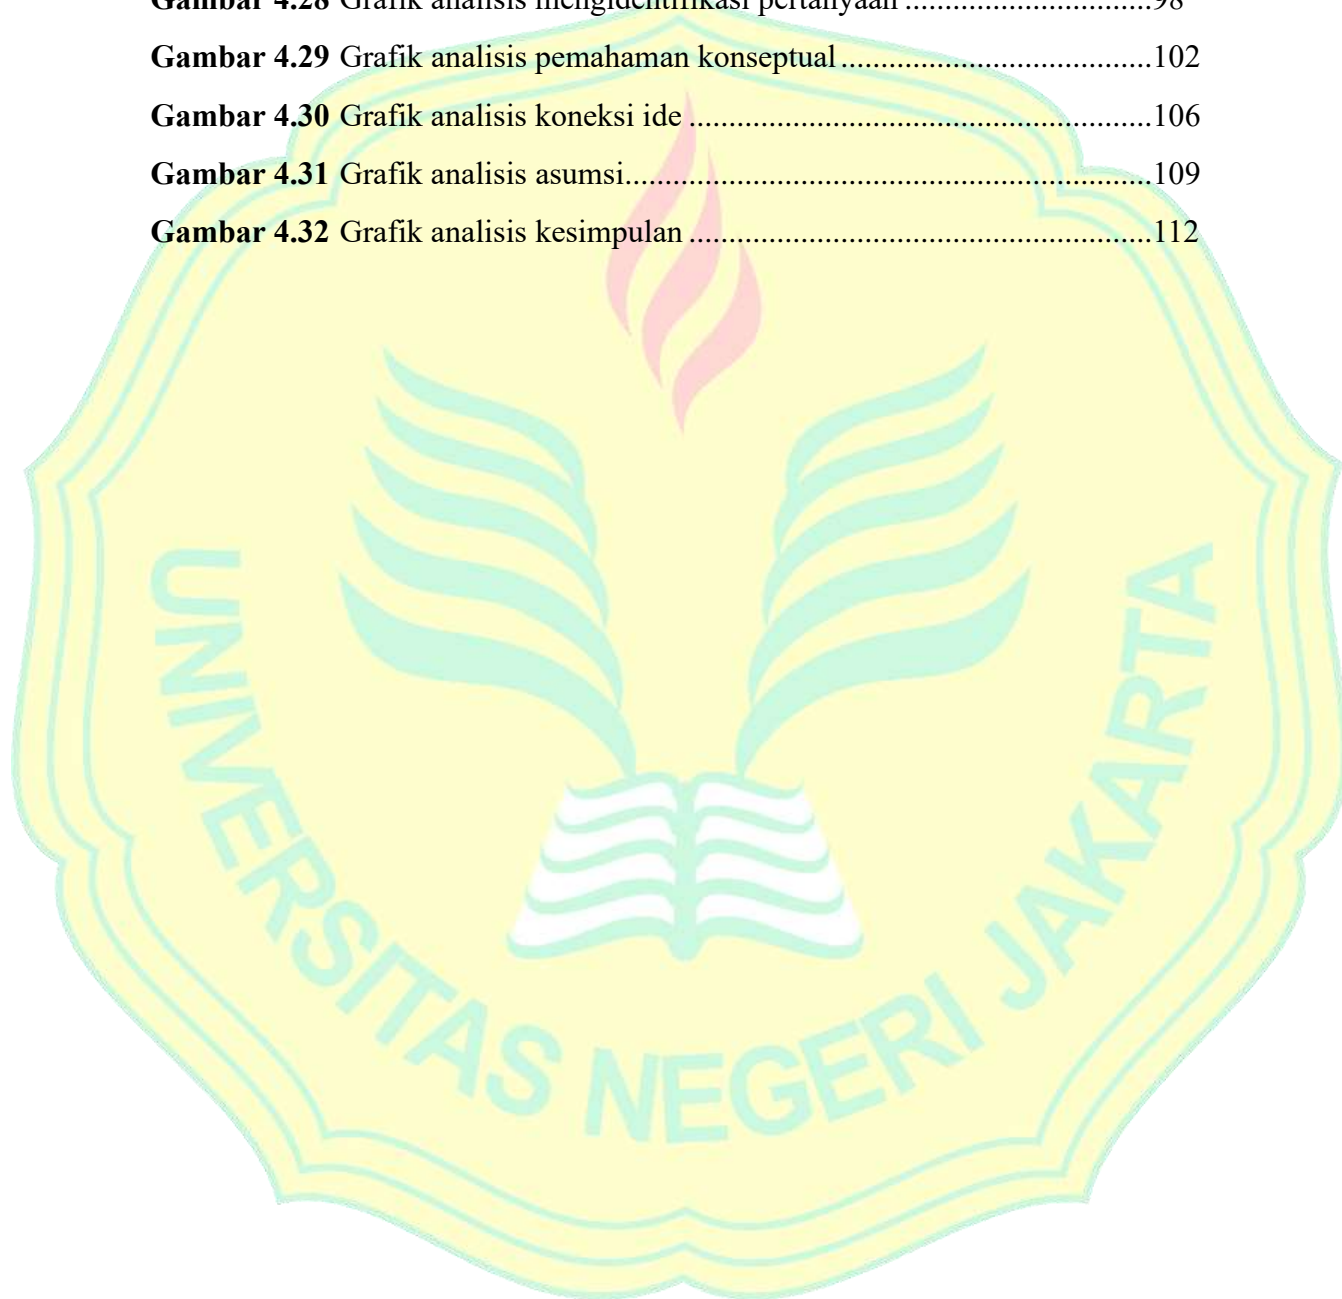 Gambar 4.28 Grafik analisis mengidentifikasi pertanyaan ................................98
Gambar 4.29 Grafik analisis pemahaman konseptual ........................................102
Gambar 4.30 Grafik analisis koneksi ide ...........................................................106
Gambar 4.31 Grafik analisis asumsi...................................................................109
Gambar 4.32 Grafik analisis kesimpulan ...........................................................112
UNIVERSITAS NEGERI JAKARTA